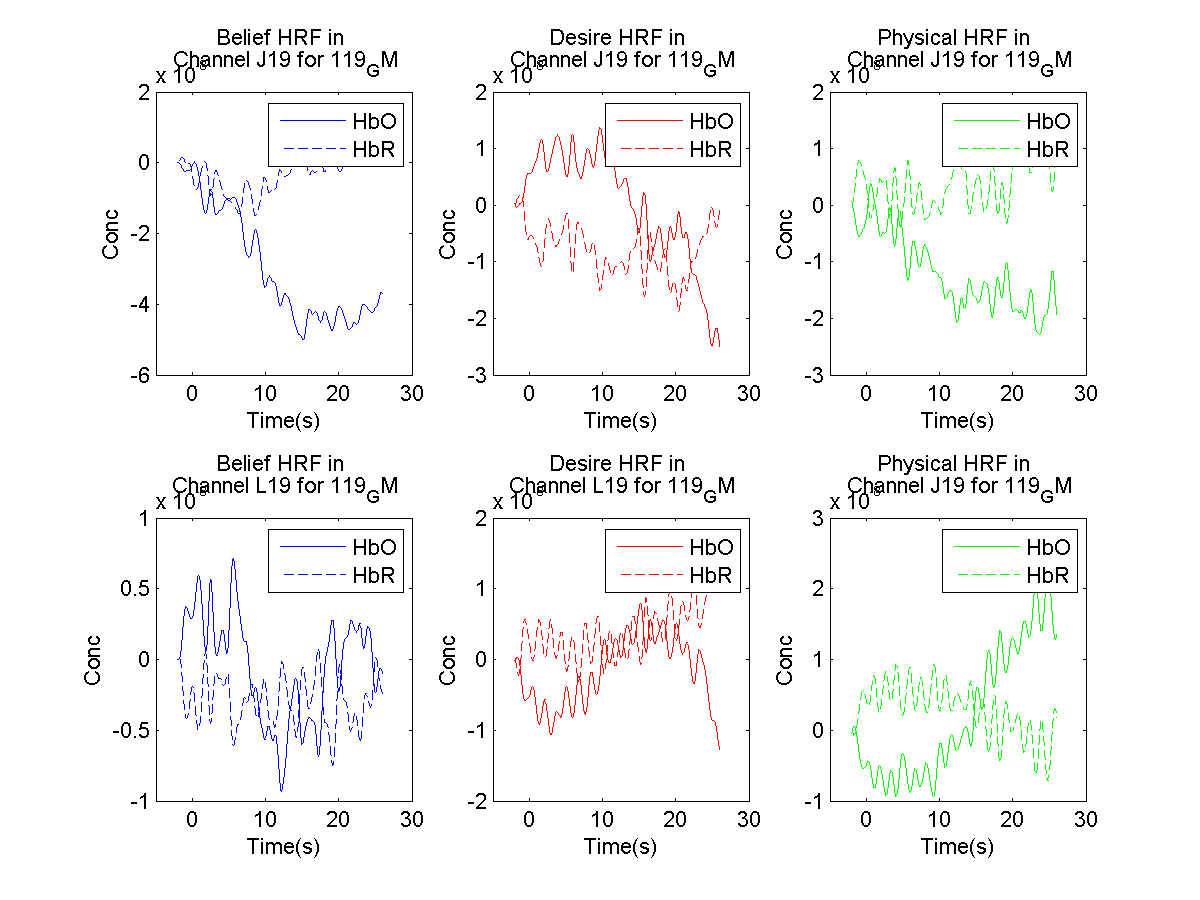 Belief HRF in
Channel J19 for 119GM
x 10
2
0
-2
-4
-6
Conc
HbO
HbR
0 10 20 30
Time(s)
Desire HRF in
Channel J19 for 119GM
x 10
2
1
0
-1
-2
-3
Conc
HbO
HbR
0 10 20 30
Time(s)
Physical HRF in
Channel J19 for 119GM
x 10
2
1
0
-1
-2
-3
Conc
HbO
HbR
0 10 20 30
Time(s)
Belief HRF in
Channel L19 for 119GM
x 10
1
0.5
0
-0.5
-1
Conc
HbO
HbR
0 10 20 30
Time(s)
Desire HRF in
Channel L19 for 119GM
x 10
2
1
0
-1
-2
Conc
HbO
HbR
0 10 20 30
Time(s)
Physical HRF in
Channel J19 for 119GM
x 10
3
2
1
0
-1
Conc
HbO
HbR
0 10 20 30
Time(s)